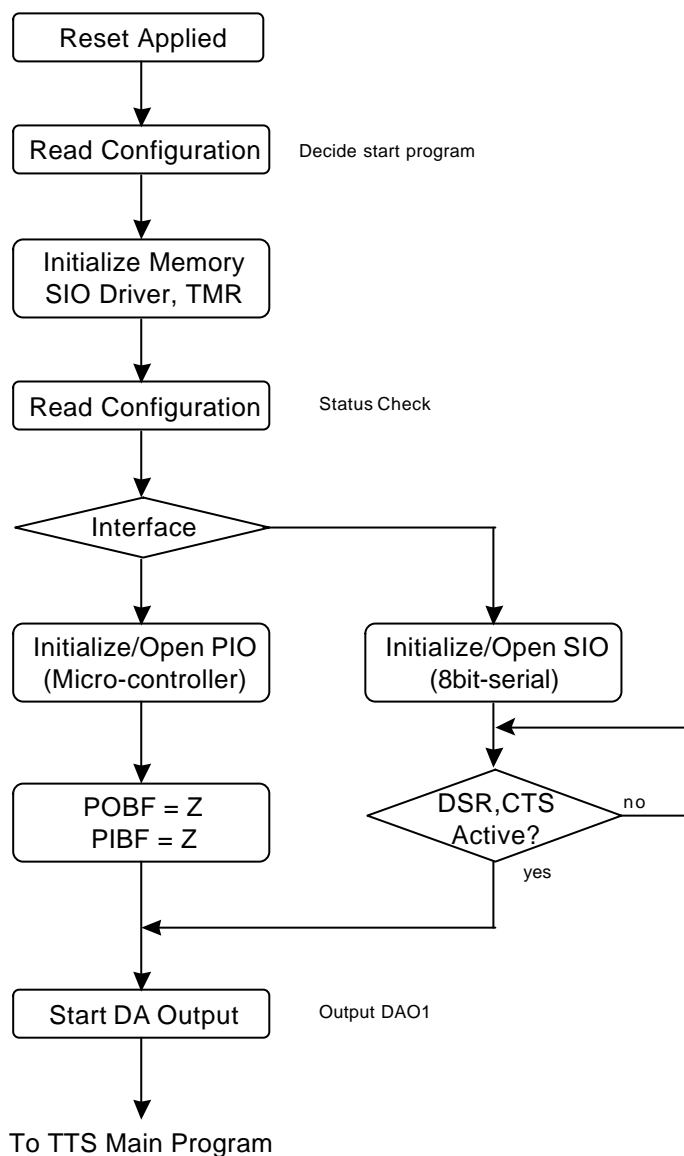 Reset Applied
Read Configuration
Decide start program
Initialize Memory
SIO Driver, TMR
Read Configuration
Status Check
Interface
Initialize/Open PIO
(Micro-controller)
Initialize/Open SIO
(8bit-serial)
POBF = Z
PIBF = Z
DSR,CTS
Active?
no
yes
Start DA Output
Output DAO1
To TTS Main Program